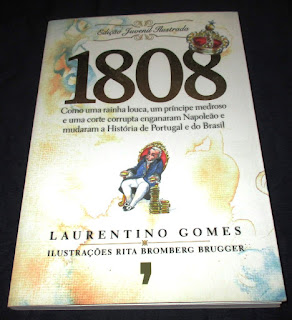 Edição Juvenil Ilustrada
1808
Como uma rainha louca, um príncipe medroso
e uma corte corrupta enganaram Napoleão e
mudaram a História de Portugal e do Brasil
LAURENTINO GOMES
ILUSTRAÇÕES RITA BROMBERG BRUGGER